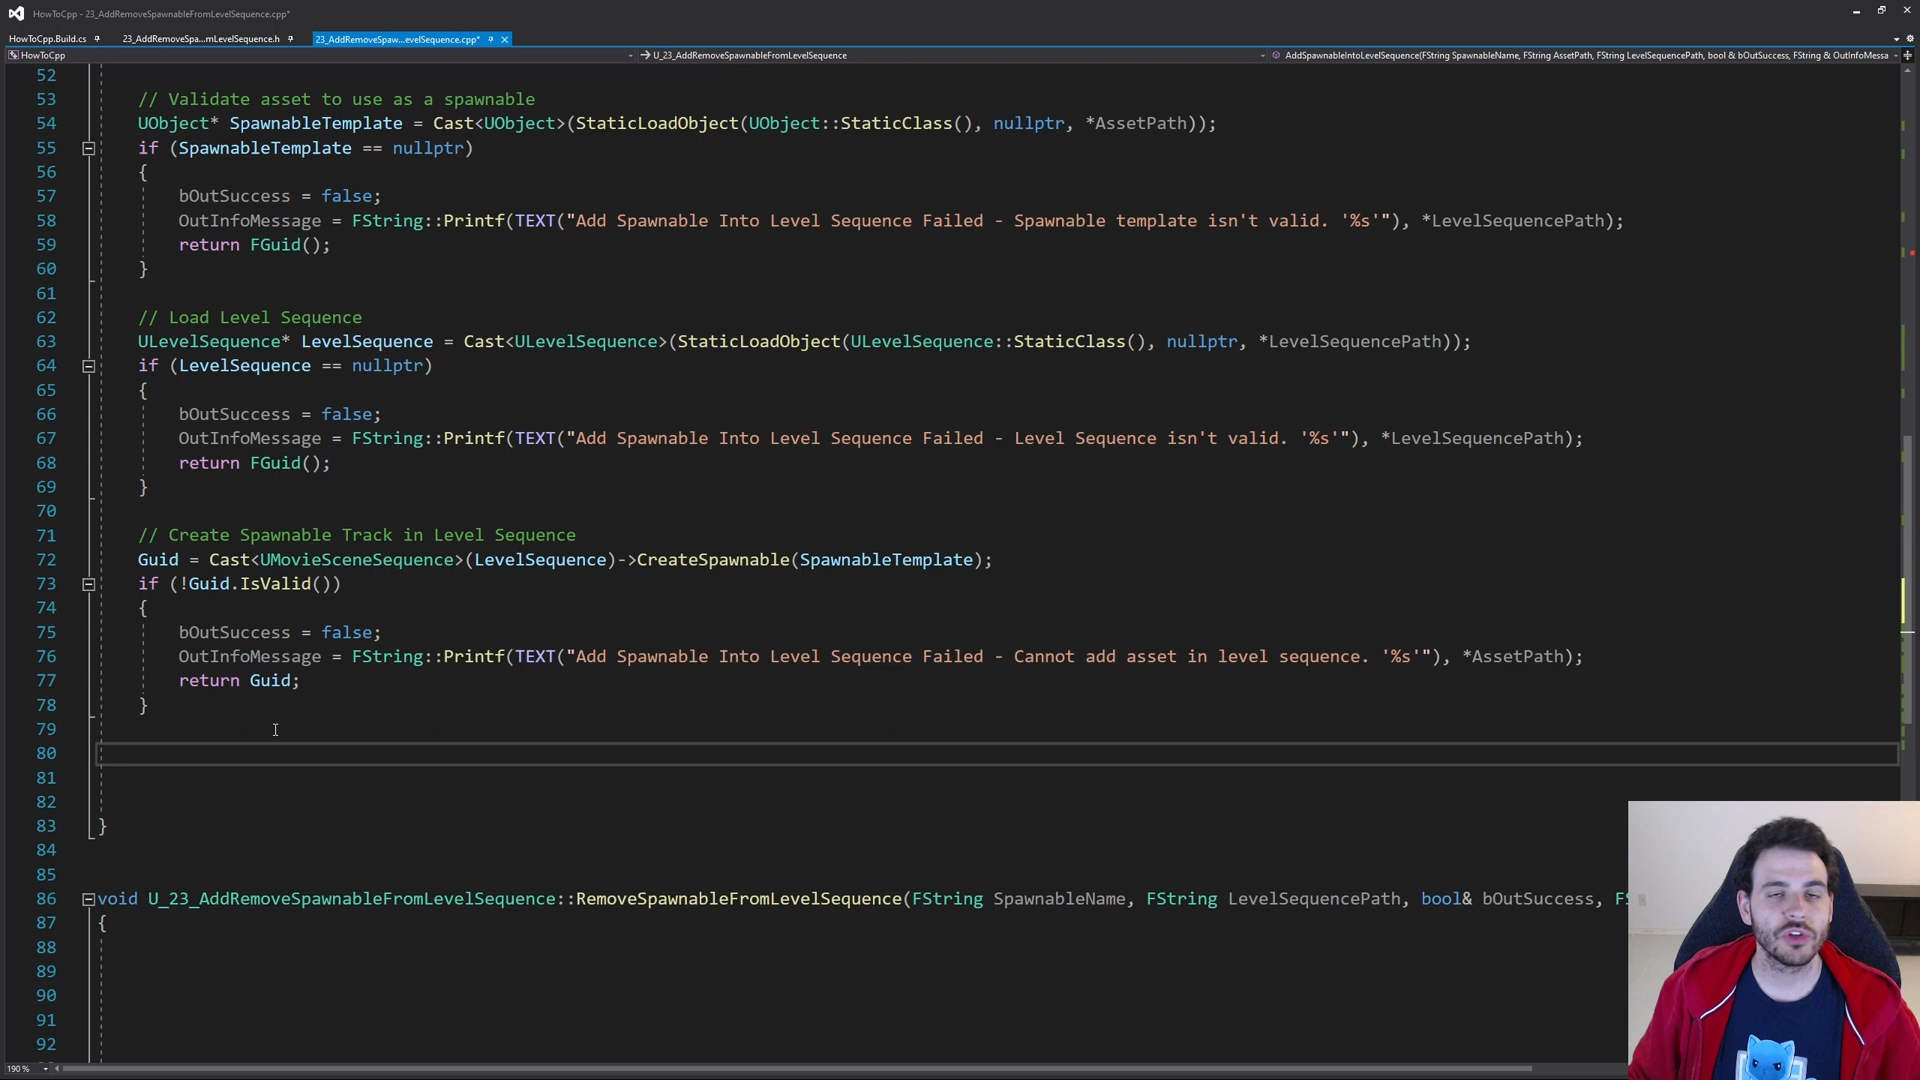 HowToCpp - 23_AddRemoveSpawnableFromLevelSequence.cpp*
HowToCpp.Build.cs 23_AddRemoveSpa...mLevelSequence.h 23_AddRemoveSpaw...evelSequence.cpp*
HowToCpp U_23_AddRemoveSpawnableFromLevelSequence AddSpawnableIntoLevelSequence(FString SpawnableName, FString AssetPath, FString LevelSequencePath, bool & bOutSuccess, FString & OutInfoMessa
52
53 // Validate asset to use as a spawnable
54 UObject* SpawnableTemplate = Cast<UObject>(StaticLoadObject(UObject::StaticClass(), nullptr, *AssetPath));
55 if (SpawnableTemplate == nullptr)
56 {
57 bOutSuccess = false;
58 OutInfoMessage = FString::Printf(TEXT("Add Spawnable Into Level Sequence Failed - Spawnable template isn't valid. '%s'"), *LevelSequencePath);
59 return FGuid();
60 }
61
62 // Load Level Sequence
63 ULevelSequence* LevelSequence = Cast<ULevelSequence>(StaticLoadObject(ULevelSequence::StaticClass(), nullptr, *LevelSequencePath));
64 if (LevelSequence == nullptr)
65 {
66 bOutSuccess = false;
67 OutInfoMessage = FString::Printf(TEXT("Add Spawnable Into Level Sequence Failed - Level Sequence isn't valid. '%s'"), *LevelSequencePath);
68 return FGuid();
69 }
70
71 // Create Spawnable Track in Level Sequence
72 Guid = Cast<UMovieSceneSequence>(LevelSequence)->CreateSpawnable(SpawnableTemplate);
73 if (!Guid.IsValid())
74 {
75 bOutSuccess = false;
76 OutInfoMessage = FString::Printf(TEXT("Add Spawnable Into Level Sequence Failed - Cannot add asset in level sequence. '%s'"), *AssetPath);
77 return Guid;
78 }
79
80
81
82
83 }
84
85
86 void U_23_AddRemoveSpawnableFromLevelSequence::RemoveSpawnableFromLevelSequence(FString SpawnableName, FString LevelSequencePath, bool& bOutSuccess, FS
87 {
88
89
90
91
92
190 %